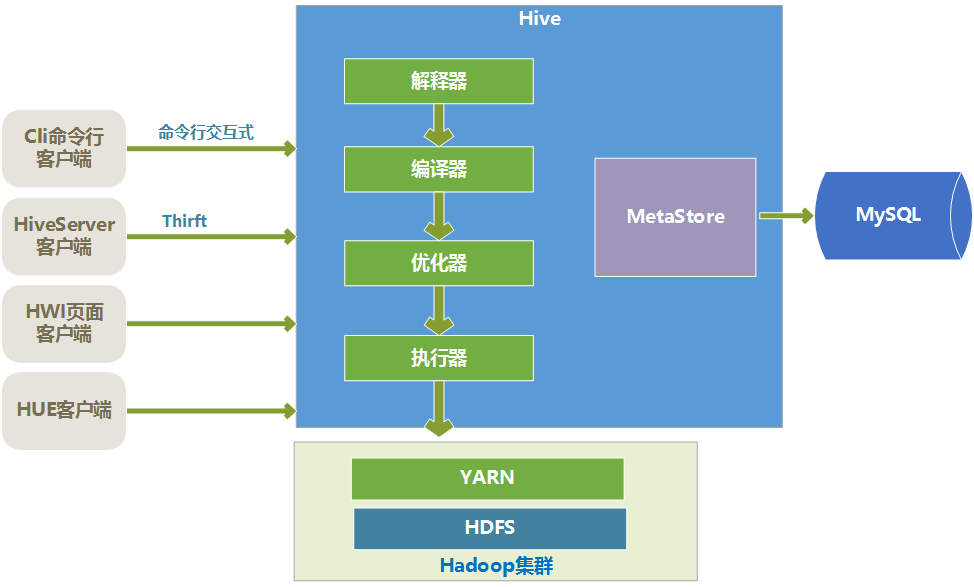 Hive
解释器
Cli命令行
客户端
命令行交互式
编译器
MetaStore
MySQL
HiveServer
客户端
Thirft
优化器
HWI页面
客户端
执行器
HUE客户端
YARN
HDFS
Hadoop集群